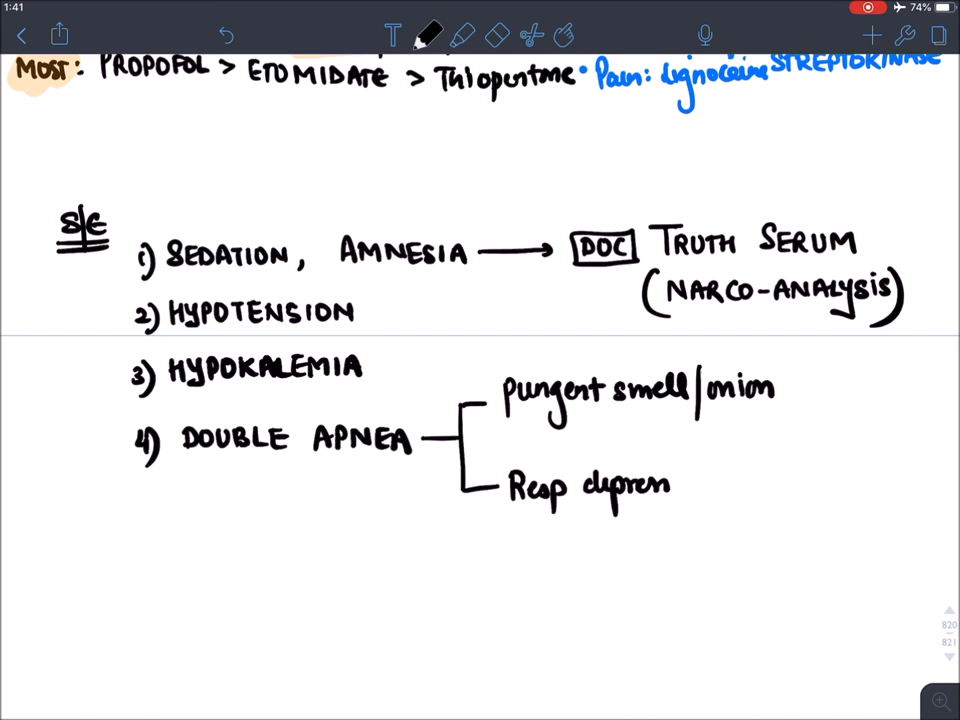 1:41
74%
T
MOST: PROPOFOL > ETOMIDATE > Thiopentone • Pain: Lignocaine STREPTOKINASE
S/E
1) SEDATION, AMNESIA → DOC TRUTH SERUM
(NARCO-ANALYSIS)
2) HYPOTENSION
3) HYPOKALEMIA
4) DOUBLE APNEA
Pungent smell/onion
Resp depress
820
821